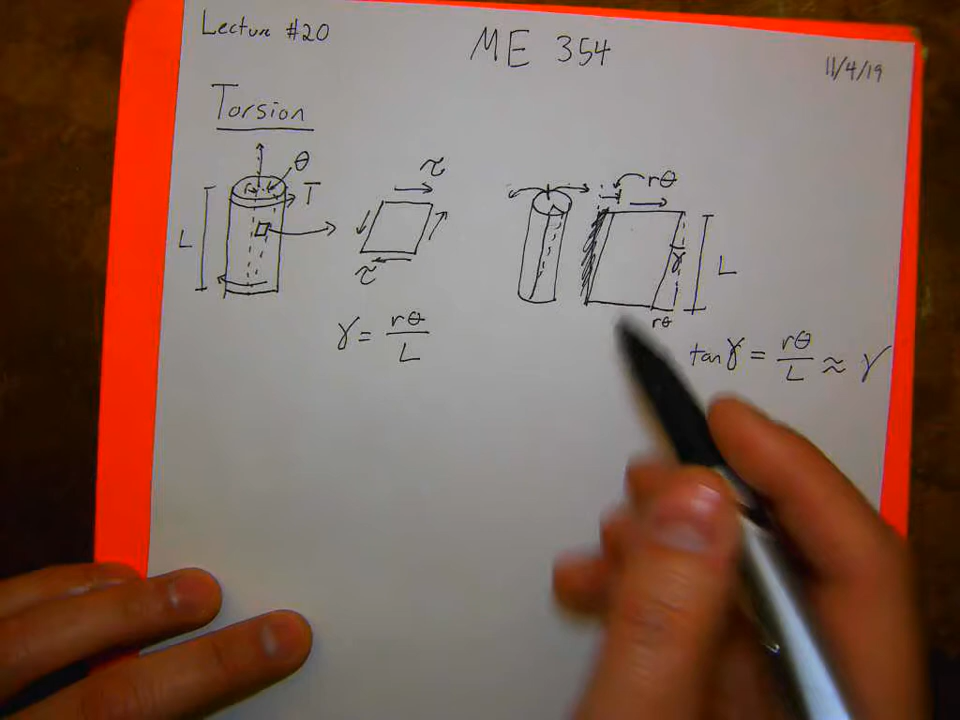 Lecture #20
ME 354
11/4/19
Torsion
θ
T
L
τ
τ
γ = rθ/L
rθ
γ
L
rθ
tan γ = rθ/L ≈ γ